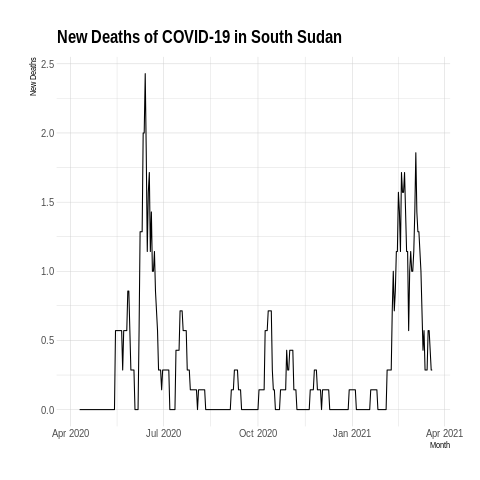 New Deaths of COVID-19 in South Sudan
New Deaths
2.5
2.0
1.5
1.0
0.5
0.0
Apr 2020
Jul 2020
Oct 2020
Jan 2021
Apr 2021
Month